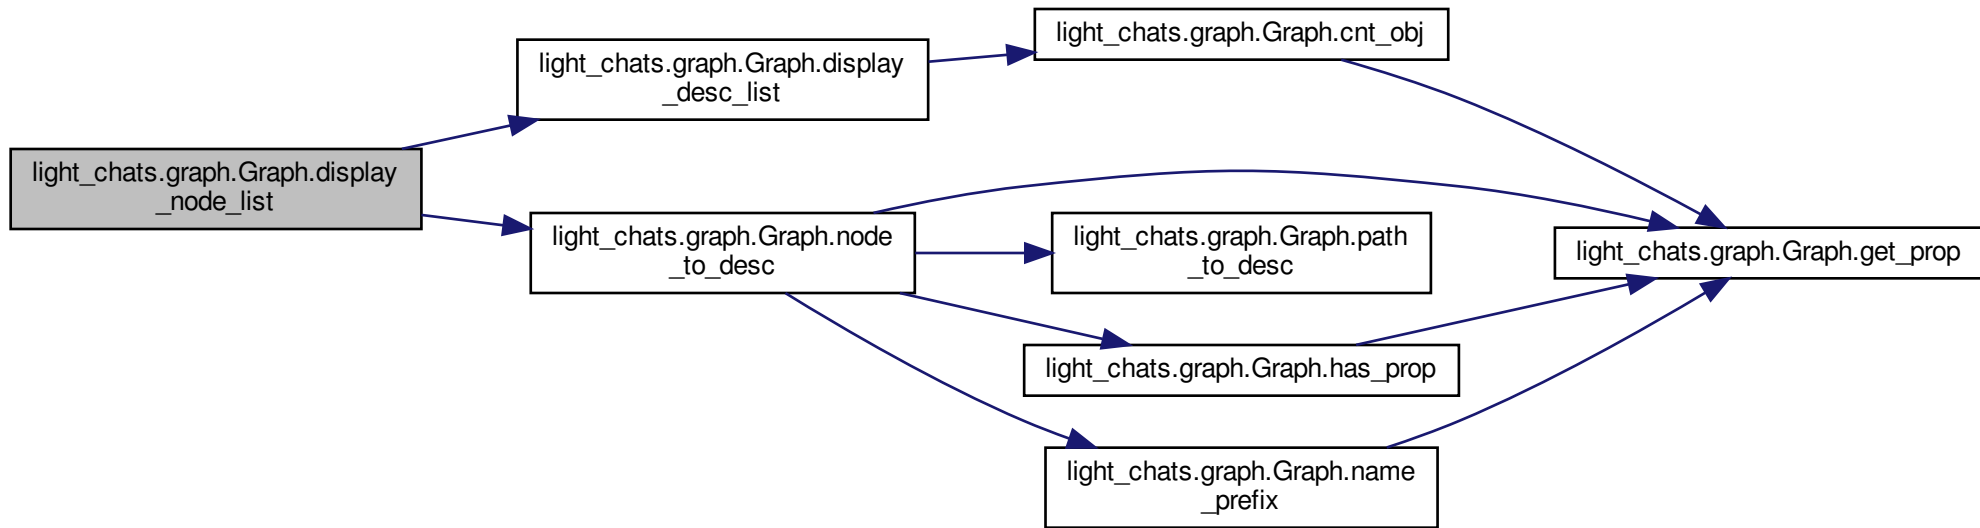 light_chats.graph.Graph.display
_node_list
light_chats.graph.Graph.display
_desc_list
light_chats.graph.Graph.cnt_obj
light_chats.graph.Graph.node
_to_desc
light_chats.graph.Graph.path
_to_desc
light_chats.graph.Graph.has_prop
light_chats.graph.Graph.name
_prefix
light_chats.graph.Graph.get_prop